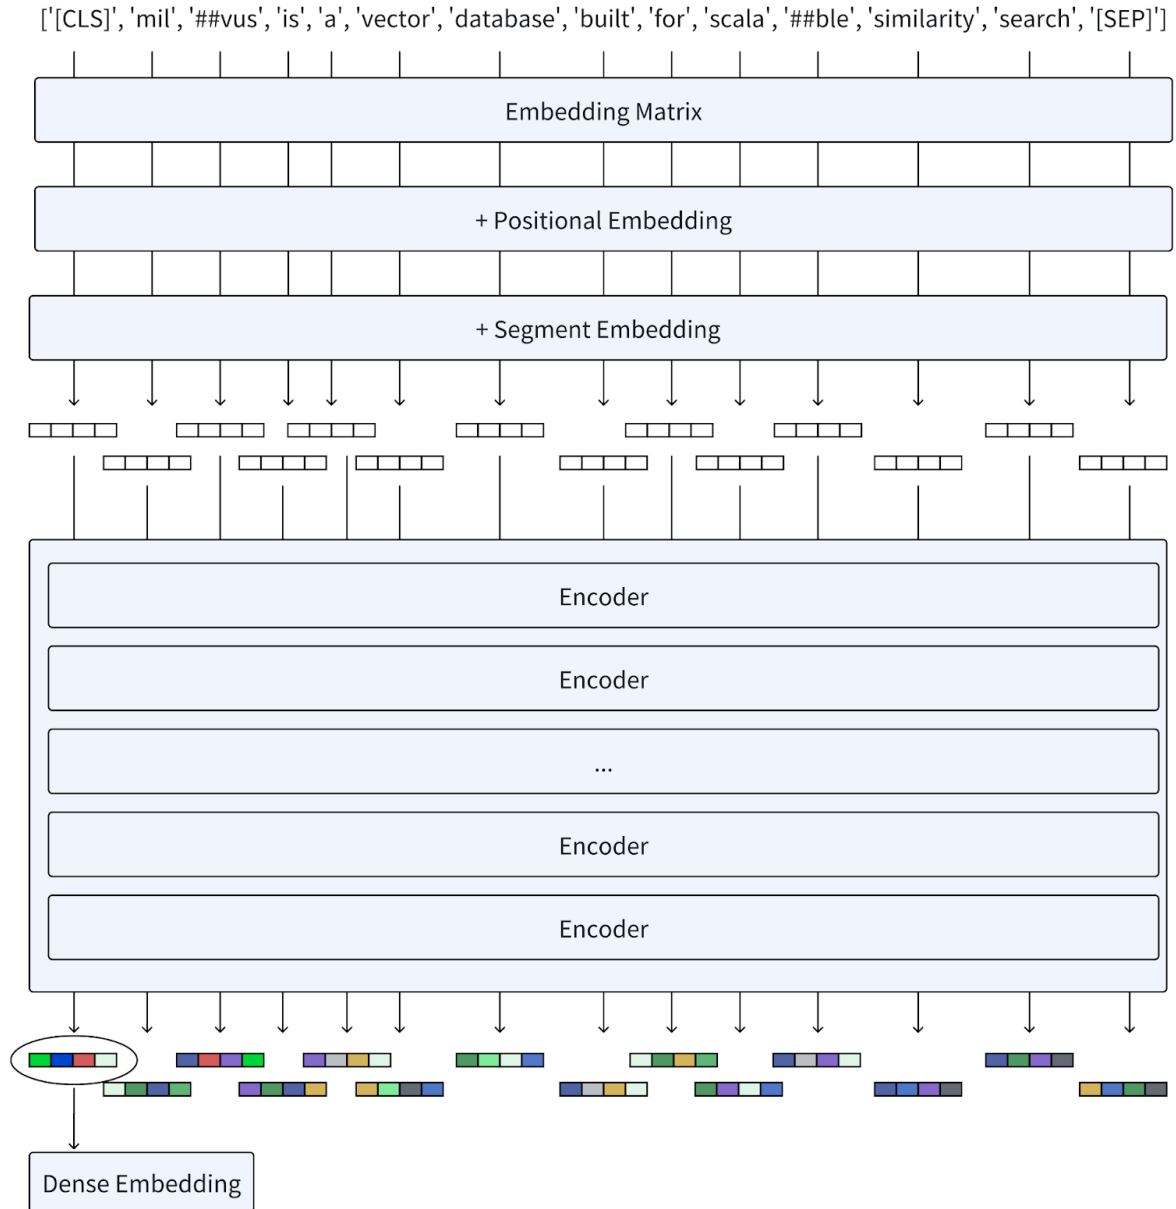 ['[CLS]', 'mil', '##vus', 'is', 'a', 'vector', 'database', 'built', 'for', 'scala', '##ble', 'similarity', 'search', '[SEP]']
Embedding Matrix
+ Positional Embedding
+ Segment Embedding
Encoder
Encoder
...
Encoder
Encoder
Dense Embedding